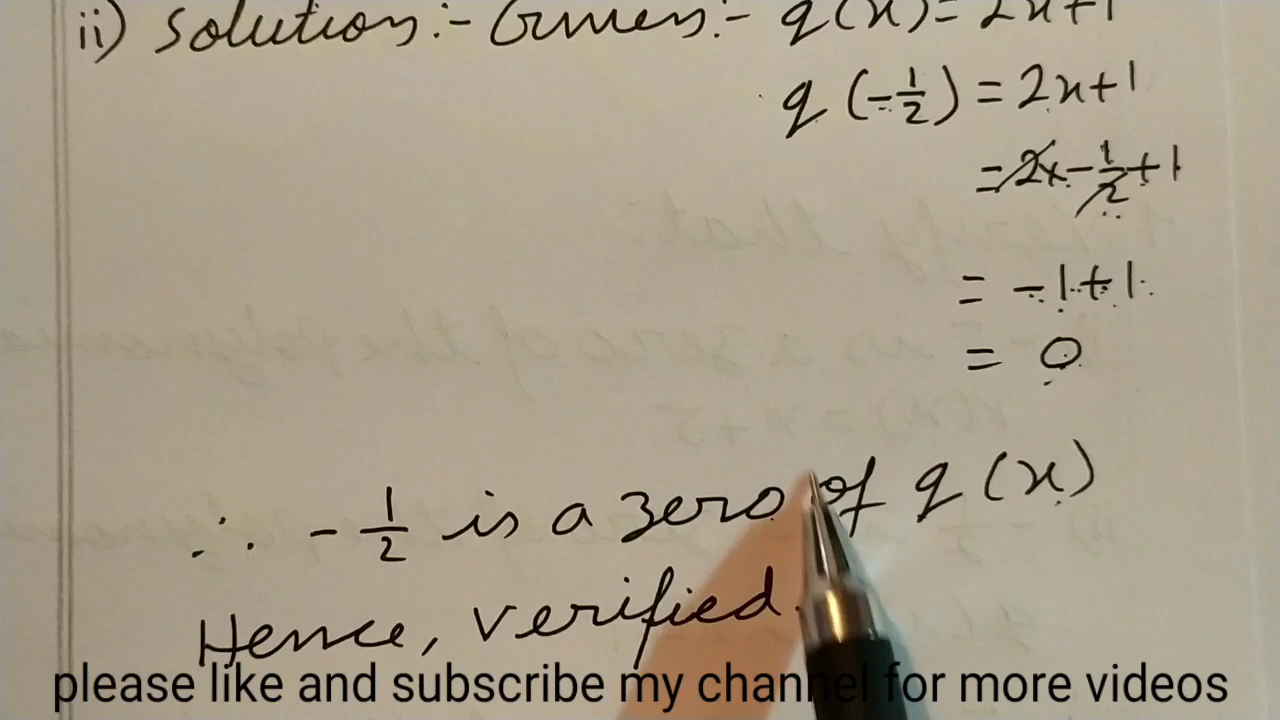 ii) Solution:- Given:- q(x)= 2x+1
q (-1/2) = 2x+1
= 2x-1/2+1
= -1+1
= 0
∴ -1/2 is a zero of q(x)
Hence, verified.
please like and subscribe my channel for more videos